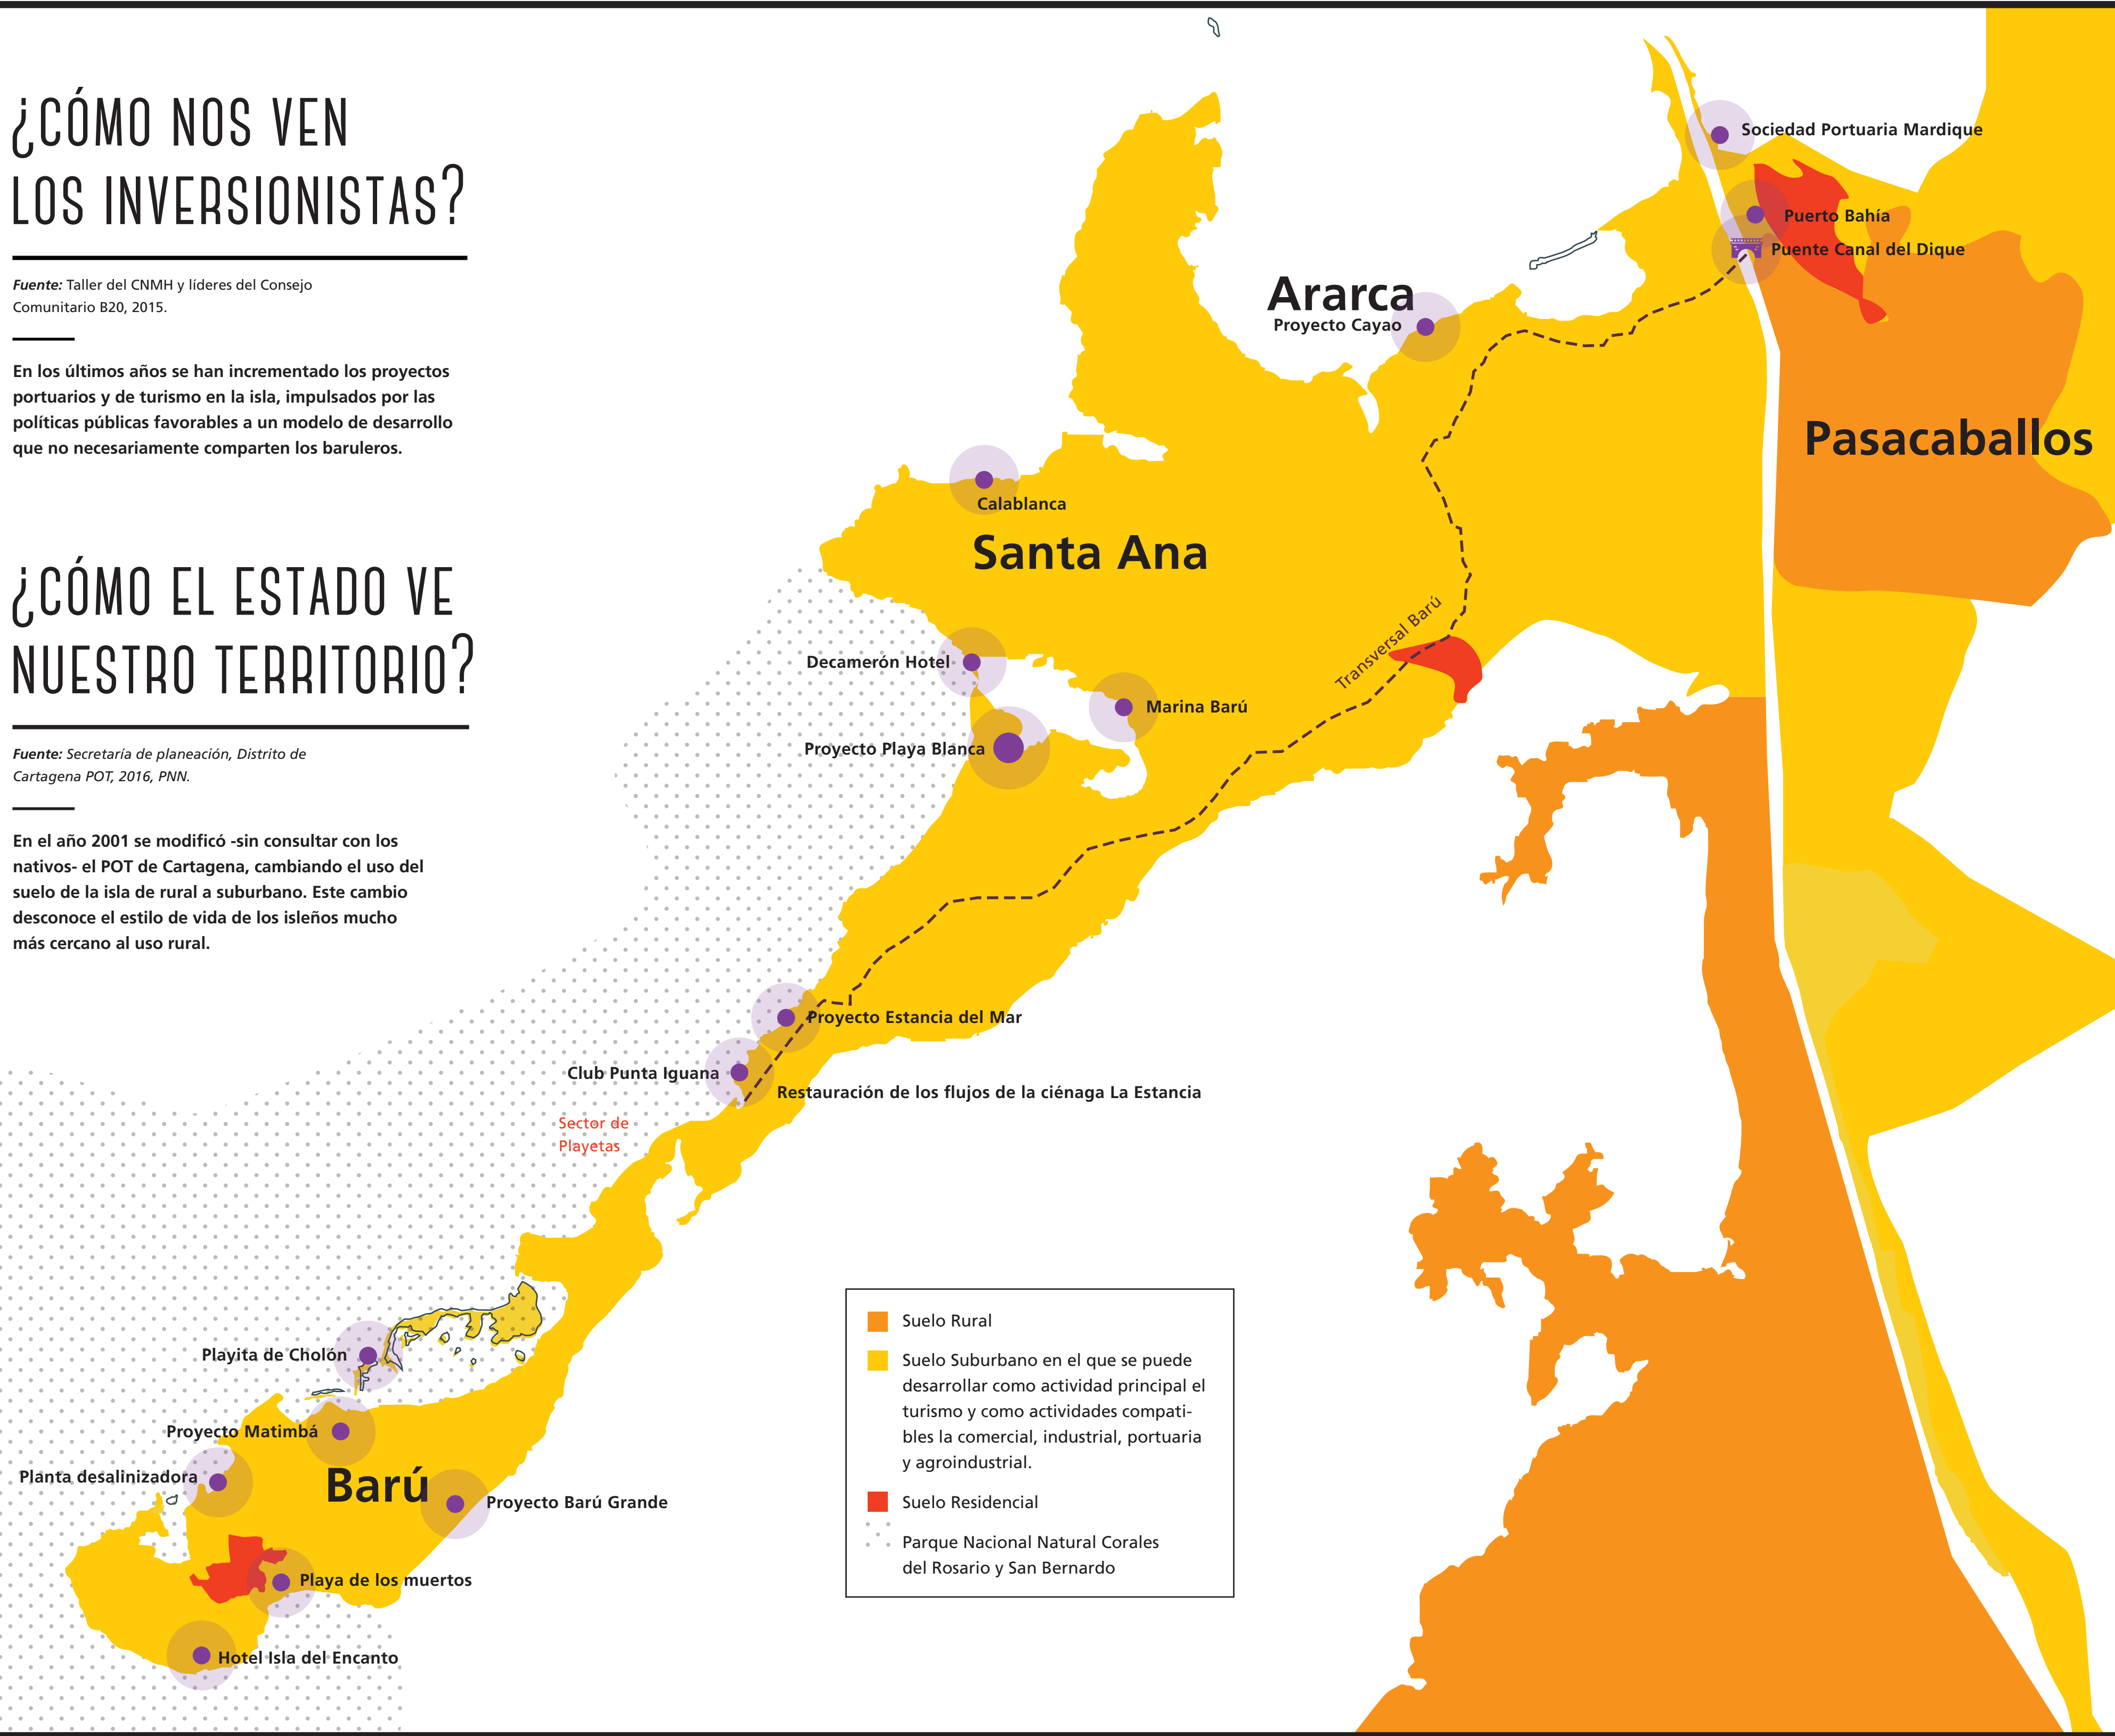 ¿CÓMO NOS VEN
LOS INVERSIONISTAS?
Fuente: Taller del CNMH y líderes del Consejo
Comunitario B20, 2015.
En los últimos años se han incrementado los proyectos
portuarios y de turismo en la isla, impulsados por las
políticas públicas favorables a un modelo de desarrollo
que no necesariamente comparten los baruleros.
¿CÓMO EL ESTADO VE
NUESTRO TERRITORIO?
Fuente: Secretaría de planeación, Distrito de
Cartagena POT, 2016, PNN.
En el año 2001 se modificó -sin consultar con los
nativos- el POT de Cartagena, cambiando el uso del
suelo de la isla de rural a suburbano. Este cambio
desconoce el estilo de vida de los isleños mucho
más cercano al uso rural.
Sociedad Portuaria Mardique
Puerto Bahía
Puente Canal del Dique
Ararca
Proyecto Cayao
Pasacaballos
Calablanca
Santa Ana
Transversal Barú
Decamerón Hotel
Marina Barú
Proyecto Playa Blanca
Proyecto Estancia del Mar
Club Punta Iguana
Restauración de los flujos de la ciénaga La Estancia
Sector de
Playetas
Playita de Cholón
Proyecto Matimbá
Planta desalinizadora
Barú
Proyecto Barú Grande
Playa de los muertos
Hotel Isla del Encanto
Suelo Rural
Suelo Suburbano en el que se puede
desarrollar como actividad principal el
turismo y como actividades compati-
bles la comercial, industrial, portuaria
y agroindustrial.
Suelo Residencial
Parque Nacional Natural Corales
del Rosario y San Bernardo